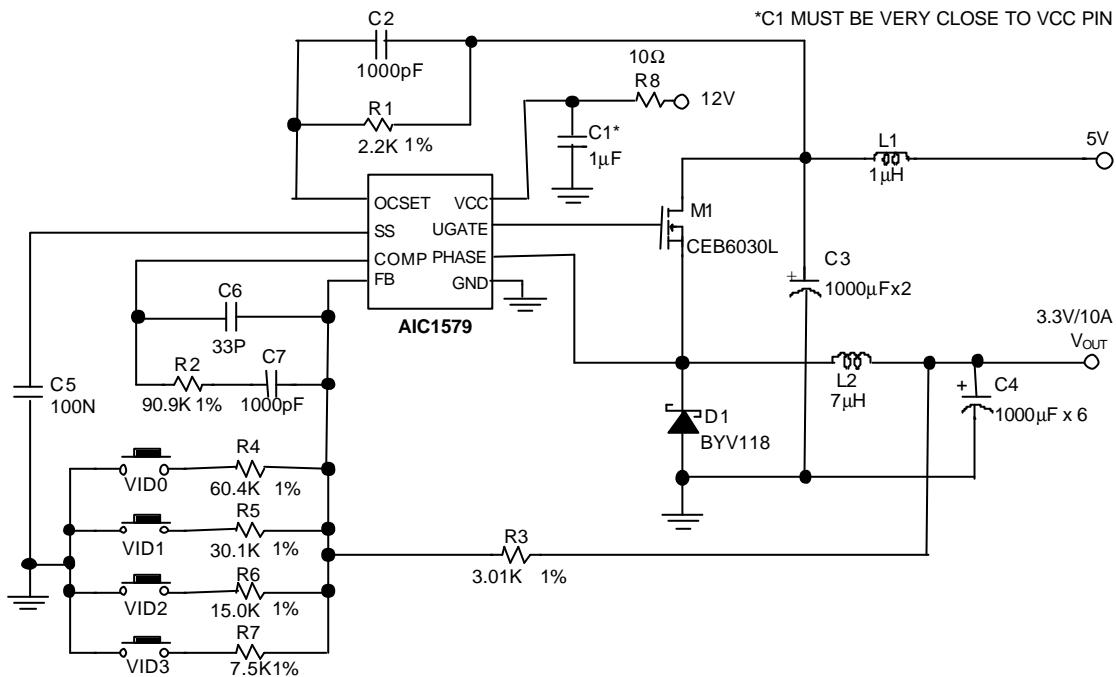 *C1 MUST BE VERY CLOSE TO VCC PIN
C2
1000pF
R1
2.2K 1%
10Ω
R8
12V
C1*
1μF
L1
1μH
5V
OCSET
VCC
SS
UGATE
COMP
PHASE
FB
GND
AIC1579
M1
CEB6030L
C3
1000μFx2
3.3V/10A
VOUT
C6
33P
R2
90.9K 1%
C7
1000pF
C5
100N
L2
7μH
C4
1000μF x 6
D1
BYV118
VID0
R4
60.4K 1%
VID1
R5
30.1K 1%
R3
3.01K 1%
VID2
R6
15.0K 1%
VID3
R7
7.5K1%
+
+